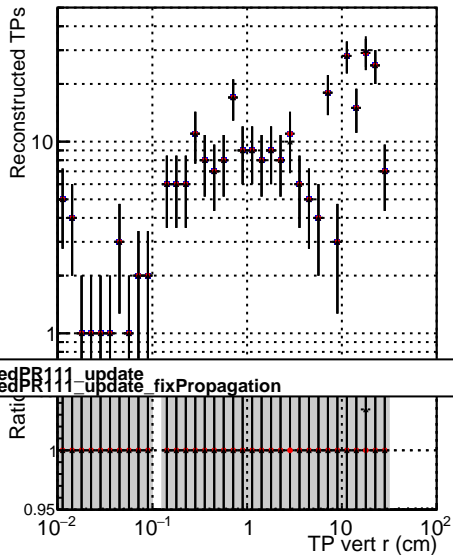 Reconstructed TPs
10
1
edPR111_update
edPR111_update_fixPropagation
Ratio
1
0.95
10⁻² 10⁻¹ 1 10 10²
TP vert r (cm)